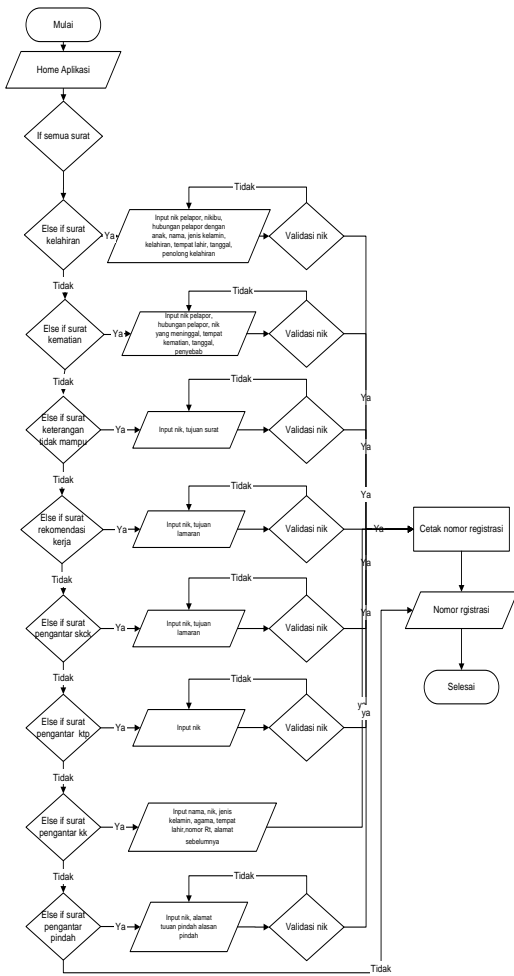 Mulai
Home Aplikasi
If semua surat
Else if surat
kelahiran
Ya
Input nik pelapor, nikibu,
hubungan pelapor dengan
anak, nama, jenis kelamin,
kelahiran, tempat lahir, tanggal,
penolong kelahiran
Validasi nik
Tidak
Tidak
Else if surat
kematian
Ya
Input nik pelapor,
hubungan pelapor, nik
yang meninggal, tempat
kematian, tanggal,
penyebab
Validasi nik
Tidak
Tidak
Else if surat
keterangan
tidak mampu
Ya
Input nik, tujuan surat
Validasi nik
Tidak
Tidak
Else if surat
rekomendasi
kerja
Ya
Input nik, tujuan
lamaran
Validasi nik
Tidak
Tidak
Else if surat
pengantar skck
Ya
Input nik, tujuan
lamaran
Validasi nik
Tidak
Tidak
Else if surat
pengantar ktp
Ya
Input nik
Validasi nik
Tidak
Tidak
Else if surat
pengantar kk
Ya
Input nama, nik, jenis
kelamin, agama, tempat
lahir,nomor Rt, alamat
sebelumnya
Tidak
Else if surat
pengantar
pindah
Ya
Input nik, alamat
tuuan pindah alasan
pindah
Validasi nik
Tidak
Tidak
Ya
Ya
Ya
Ya
Ya
Ya
ya
ya
Cetak nomor registrasi
Nomor rgistrasi
Selesai